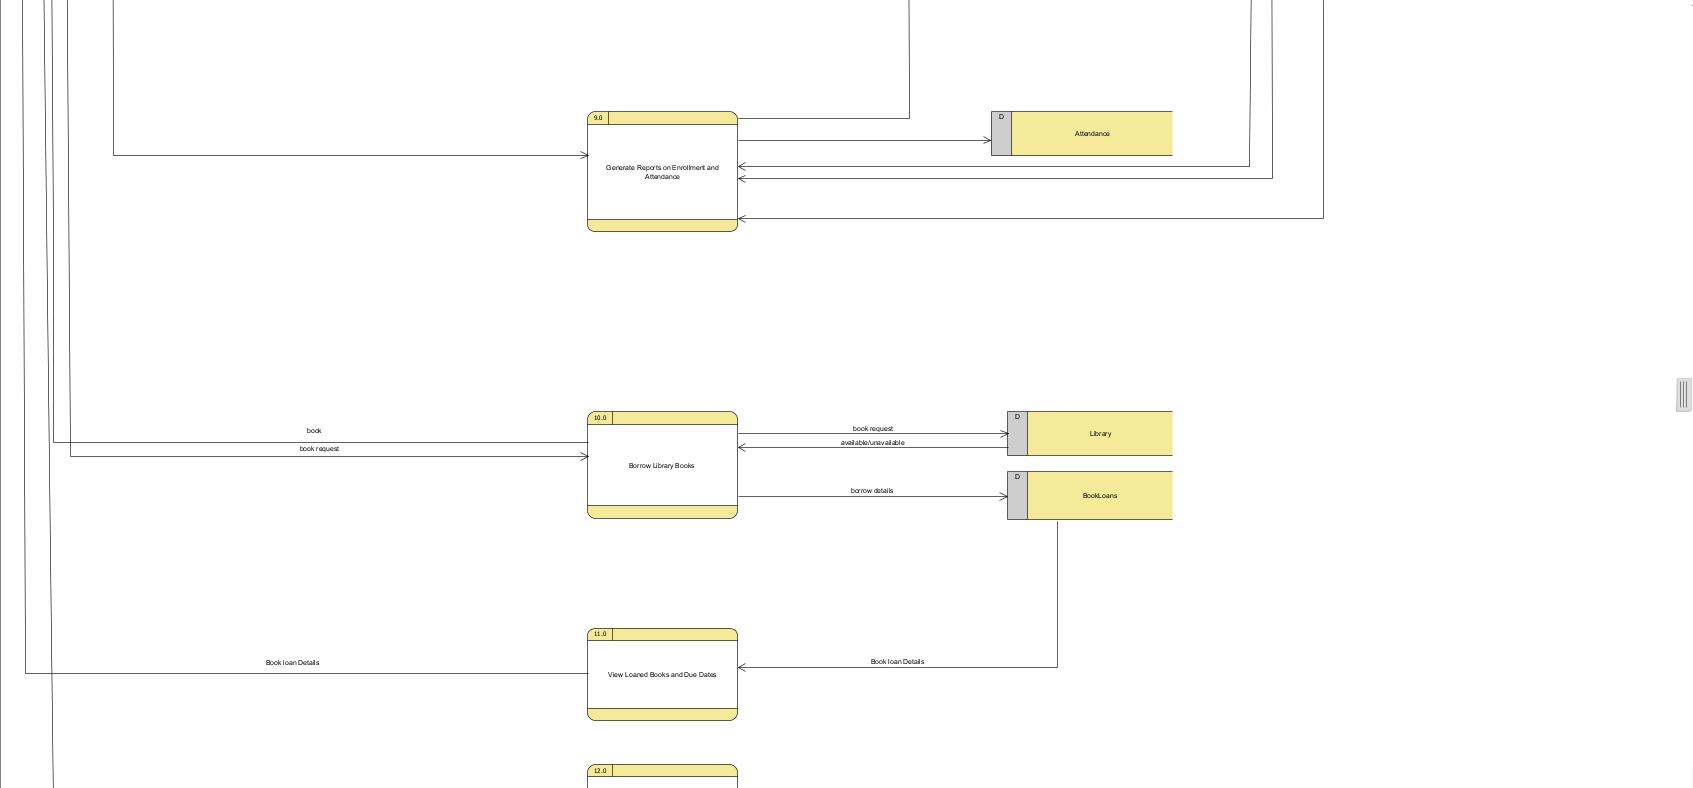 9.0
D
Attendance
Generate Reports on Enrollment and
Attendance
10.0
D
Library
book request
available/unavailable
book
book request
Borrow Library Books
D
BookLoans
borrow details
11.0
Book loan Details
Book loan Details
View Loaned Books and Due Dates
12.0